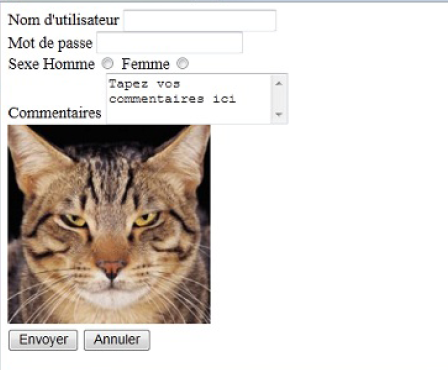 Nom d'utilisateur
Mot de passe
Sexe Homme Femme
Tapez vos
commentaires ici
Commentaires
Envoyer Annuler